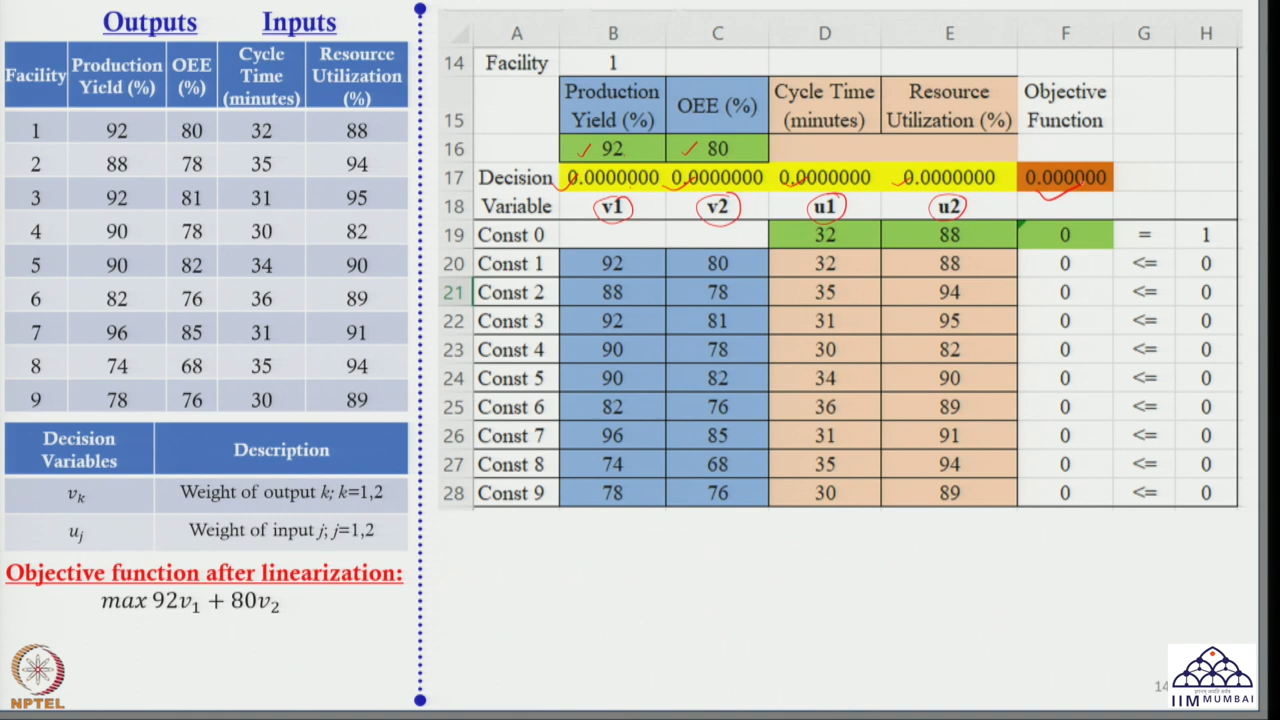 Outputs Inputs
Facility Production Yield (%) OEE (%) Cycle Time (minutes) Resource Utilization (%)
1 92 80 32 88
2 88 78 35 94
3 92 81 31 95
4 90 78 30 82
5 90 82 34 90
6 82 76 36 89
7 96 85 31 91
8 74 68 35 94
9 78 76 30 89
Decision Variables Description
vₖ Weight of output k; k=1,2
uⱼ Weight of input j; j=1,2
Objective function after linearization:
max 92v₁ + 80v₂
NPTEL
A B C D E F G H
14 Facility 1
15 Production Yield (%) OEE (%) Cycle Time (minutes) Resource Utilization (%) Objective Function
16 92 80
17 Decision 0.0000000 0.0000000 0.0000000 0.0000000 0.000000
18 Variable v1 v2 u1 u2
19 Const 0 32 88 0 = 1
20 Const 1 92 80 32 88 0 <= 0
21 Const 2 88 78 35 94 0 <= 0
22 Const 3 92 81 31 95 0 <= 0
23 Const 4 90 78 30 82 0 <= 0
24 Const 5 90 82 34 90 0 <= 0
25 Const 6 82 76 36 89 0 <= 0
26 Const 7 96 85 31 91 0 <= 0
27 Const 8 74 68 35 94 0 <= 0
28 Const 9 78 76 30 89 0 <= 0
14
IIM MUMBAI